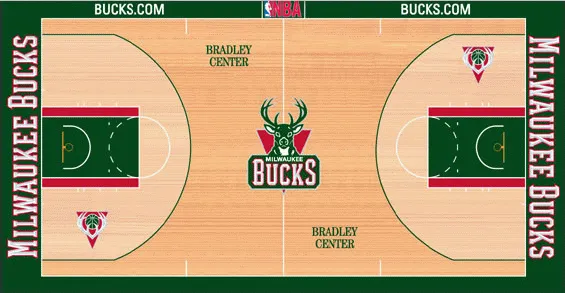 BUCKS.COM
NBA
BUCKS.COM
MILWAUKEE BUCKS
BRADLEY
CENTER
MILWAUKEE
BUCKS
BRADLEY
CENTER
MILWAUKEE BUCKS